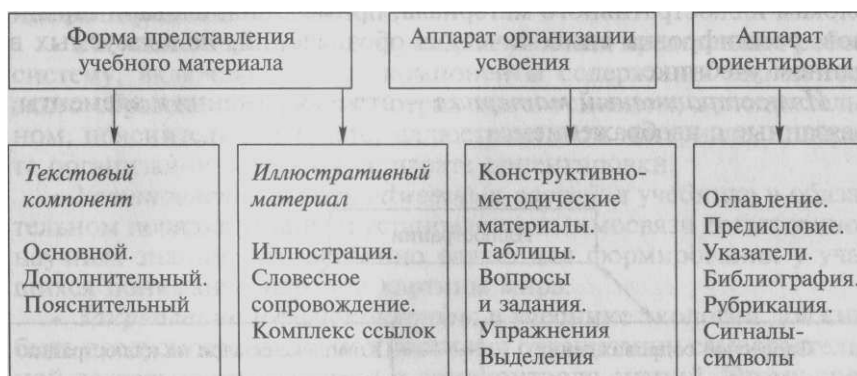 Форма представления
учебного материала
Аппарат организации
усвоения
Аппарат
ориентировки
Текстовый
компонент
Основной.
Дополнительный.
Пояснительный
Иллюстративный
материал
Иллюстрация.
Словесное
сопровождение.
Комплекс ссылок
Конструктивно-
методические
материалы.
Таблицы.
Вопросы
и задания.
Упражнения
Выделения
Оглавление.
Предисловие.
Указатели.
Библиография.
Рубрикация.
Сигналы-
символы